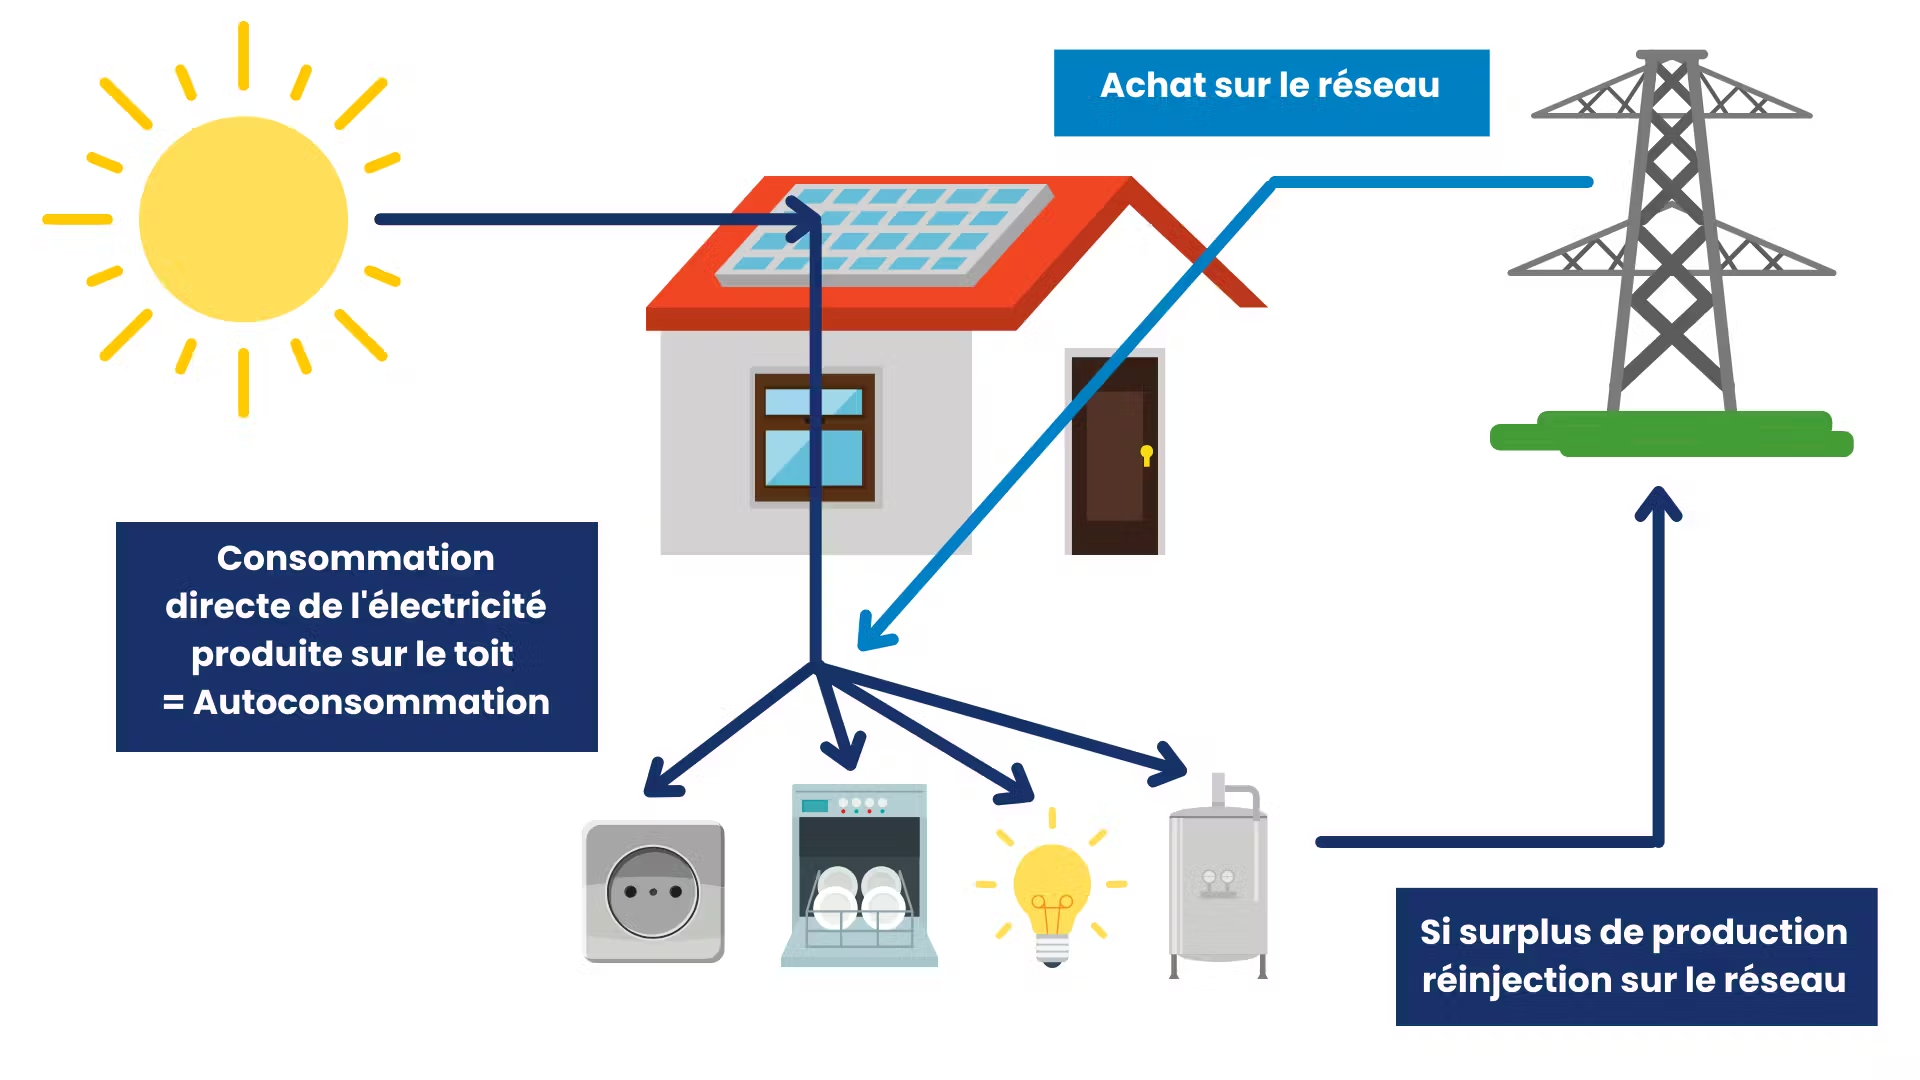 Achat sur le réseau
Consommation
directe de l'électricité
produite sur le toit
= Autoconsommation
Si surplus de production
réinjection sur le réseau